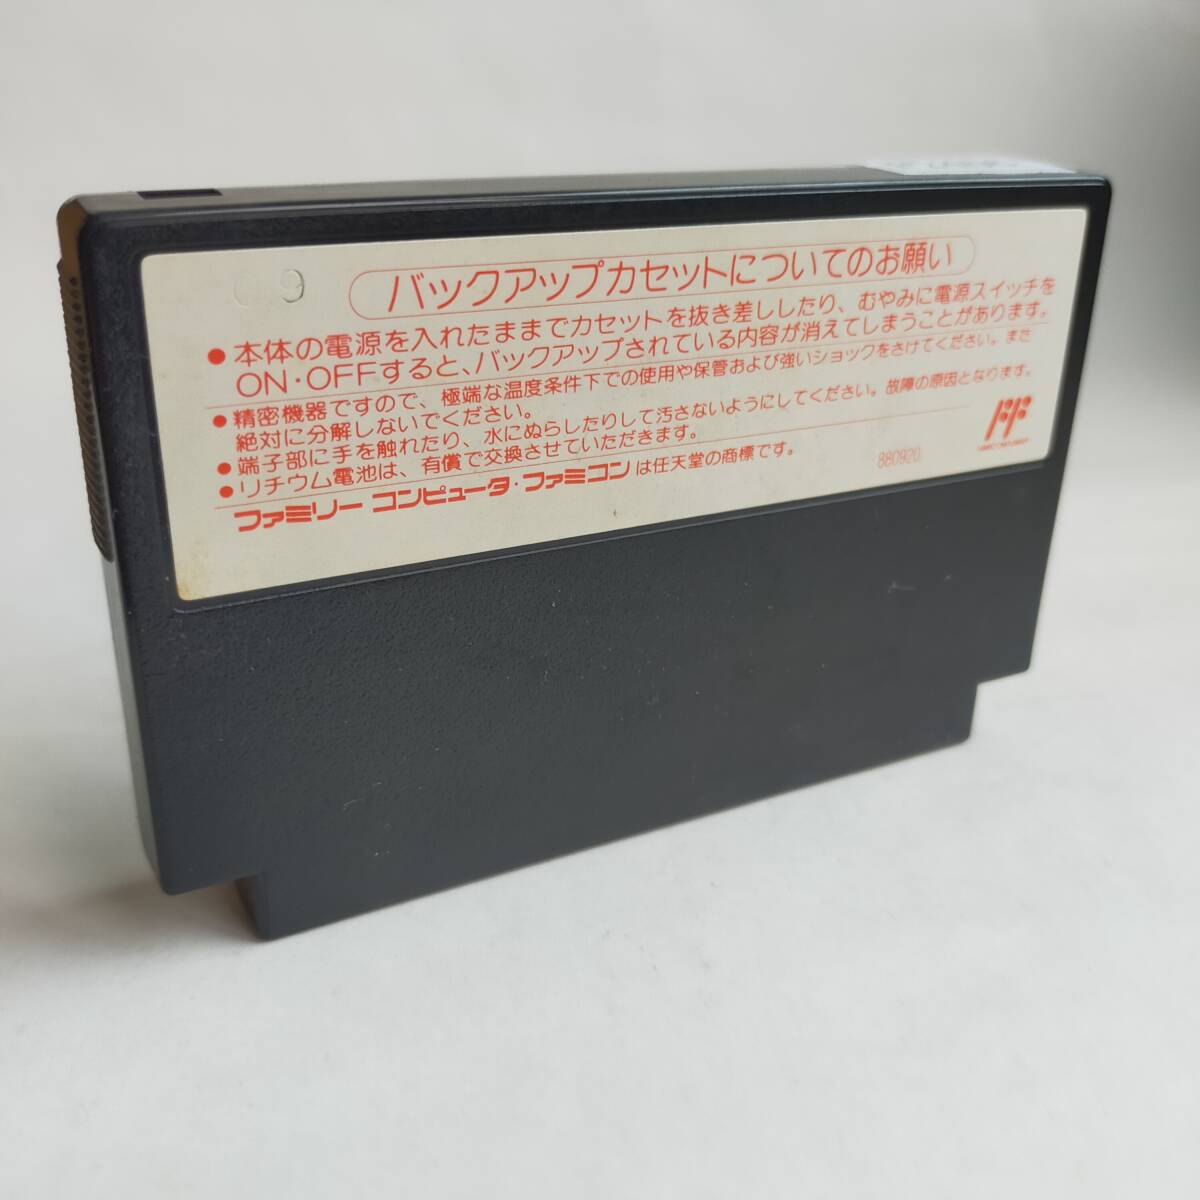 09
バックアップカセットについてのお願い
●本体の電源を入れたままでカセットを抜き差ししたり、むやみに電源スイッチを
ON・OFFすると、バックアップされている内容が消えてしまうことがあります。
●精密機器ですので、極端な温度条件下での使用や保管および強いショックをさけてください。また
絶対に分解しないでください。
●端子部に手を触れたり、水にぬらしたりして汚さないようにしてください。故障の原因となります。
●リチウム電池は、有償で交換させていただきます。
ファミリー コンピュータ・ファミコン は任天堂の商標です。
880920